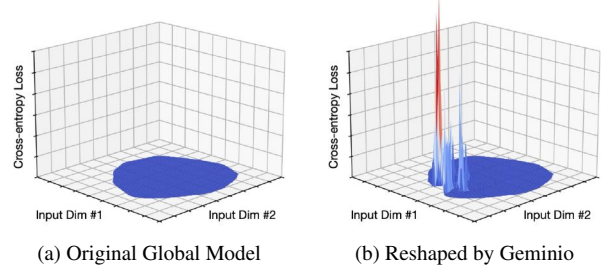 Cross-entropy Loss
Input Dim #1
Input Dim #2
(a) Original Global Model
Cross-entropy Loss
Input Dim #1
Input Dim #2
(b) Reshaped by Geminio